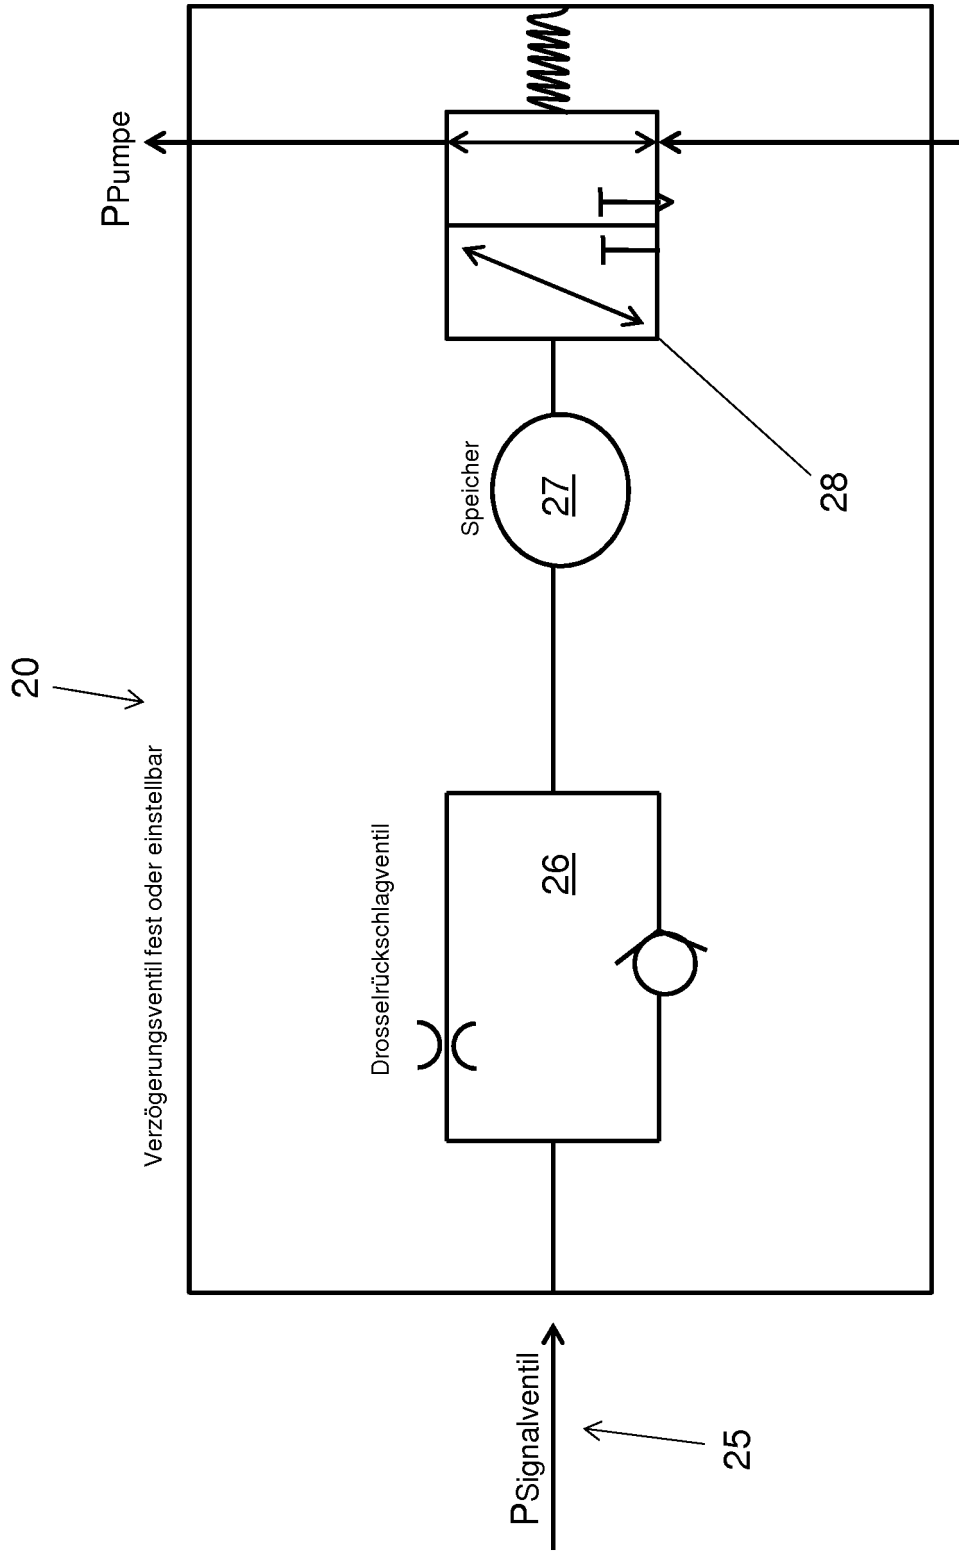 20
Verzögerungsventil fest oder einstellbar
PPumpe
Drosselrückschlagventil
Speicher
PSignalventil
25
26
27
28